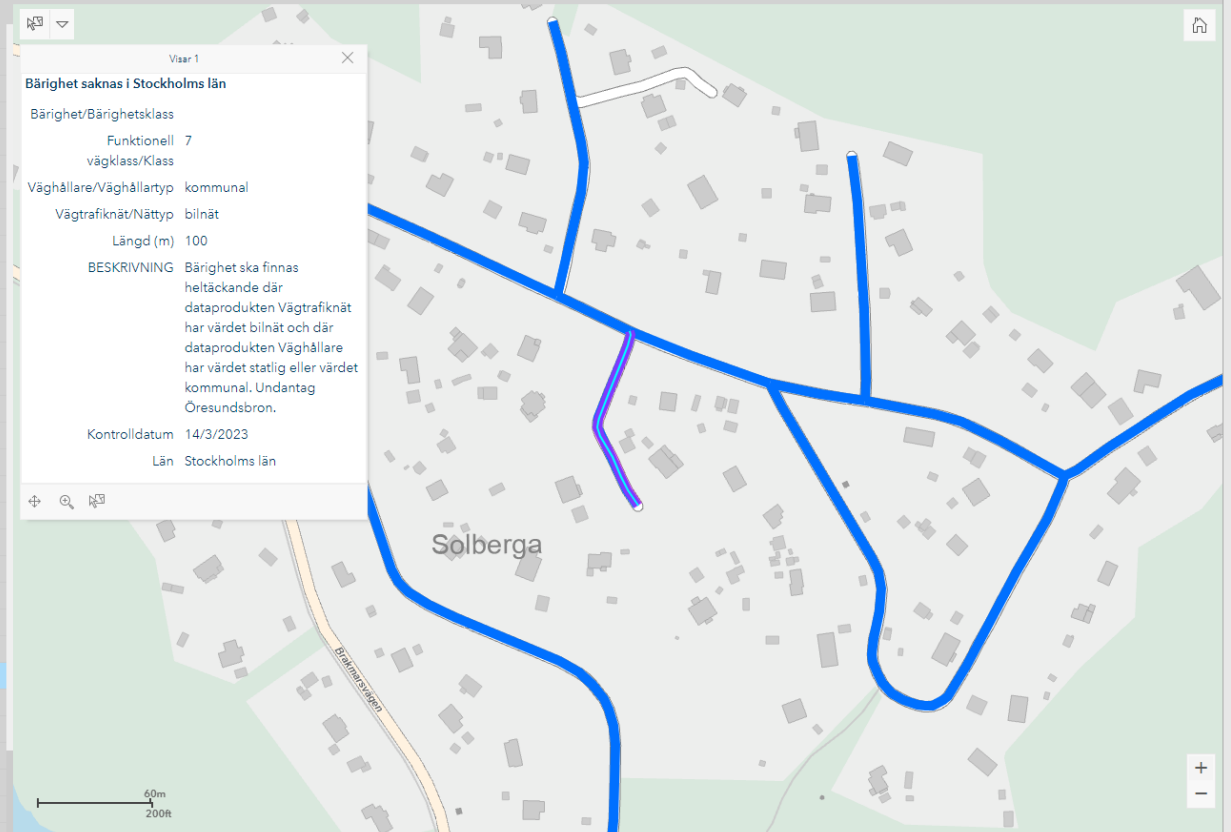 Visar 1
Bärighet saknas i Stockholms län
Bärighet/Bärighetsklass
Funktionell 7
vägklass/Klass
Väghållare/Väghållartyp kommunal
Vägtrafiknät/Nättyp bilnät
Längd (m) 100
BESKRIVNING Bärighet ska finnas
heltäckande där
dataprodukten Vägtrafiknät
har värdet bilnät och där
dataprodukten Väghållare
har värdet statlig eller värdet
kommunal. Undantag
Öresundsbron.
Kontrolldatum 14/3/2023
Län Stockholms län
Solberga
Brakmarsvägen
60m
200ft